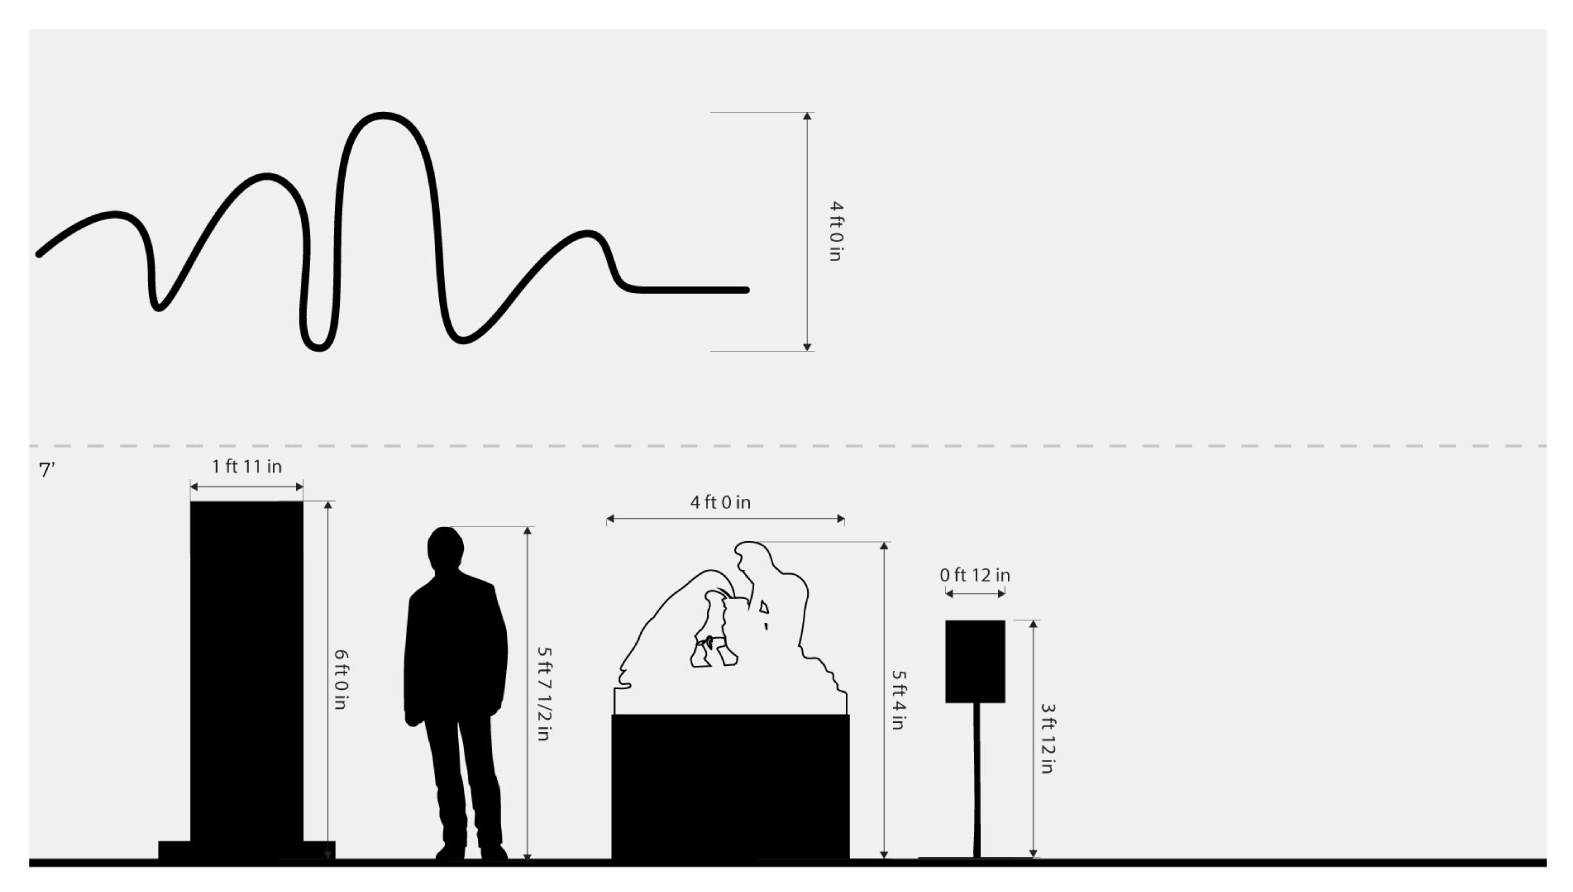 4 ft 0 in
7’
1 ft 11 in
6 ft 0 in
5 ft 7 1/2 in
4 ft 0 in
5 ft 4 in
0 ft 12 in
3 ft 12 in